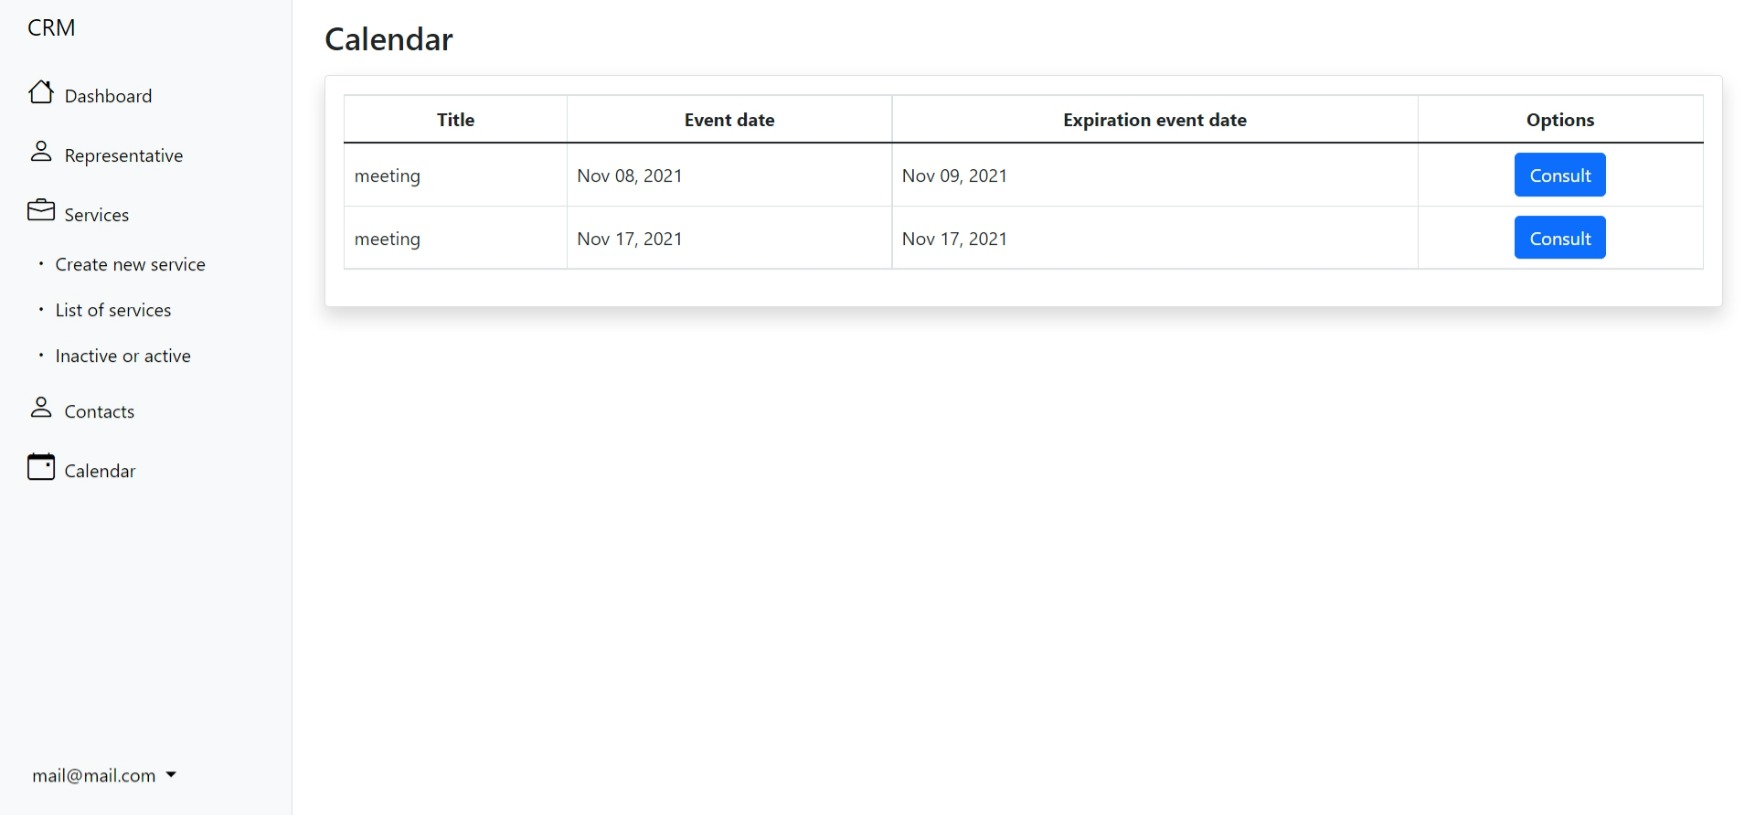 CRM
Dashboard
Representative
Services
· Create new service
· List of services
· Inactive or active
Contacts
Calendar
mail@mail.com
Calendar
Title Event date Expiration event date Options
meeting Nov 08, 2021 Nov 09, 2021 Consult
meeting Nov 17, 2021 Nov 17, 2021 Consult